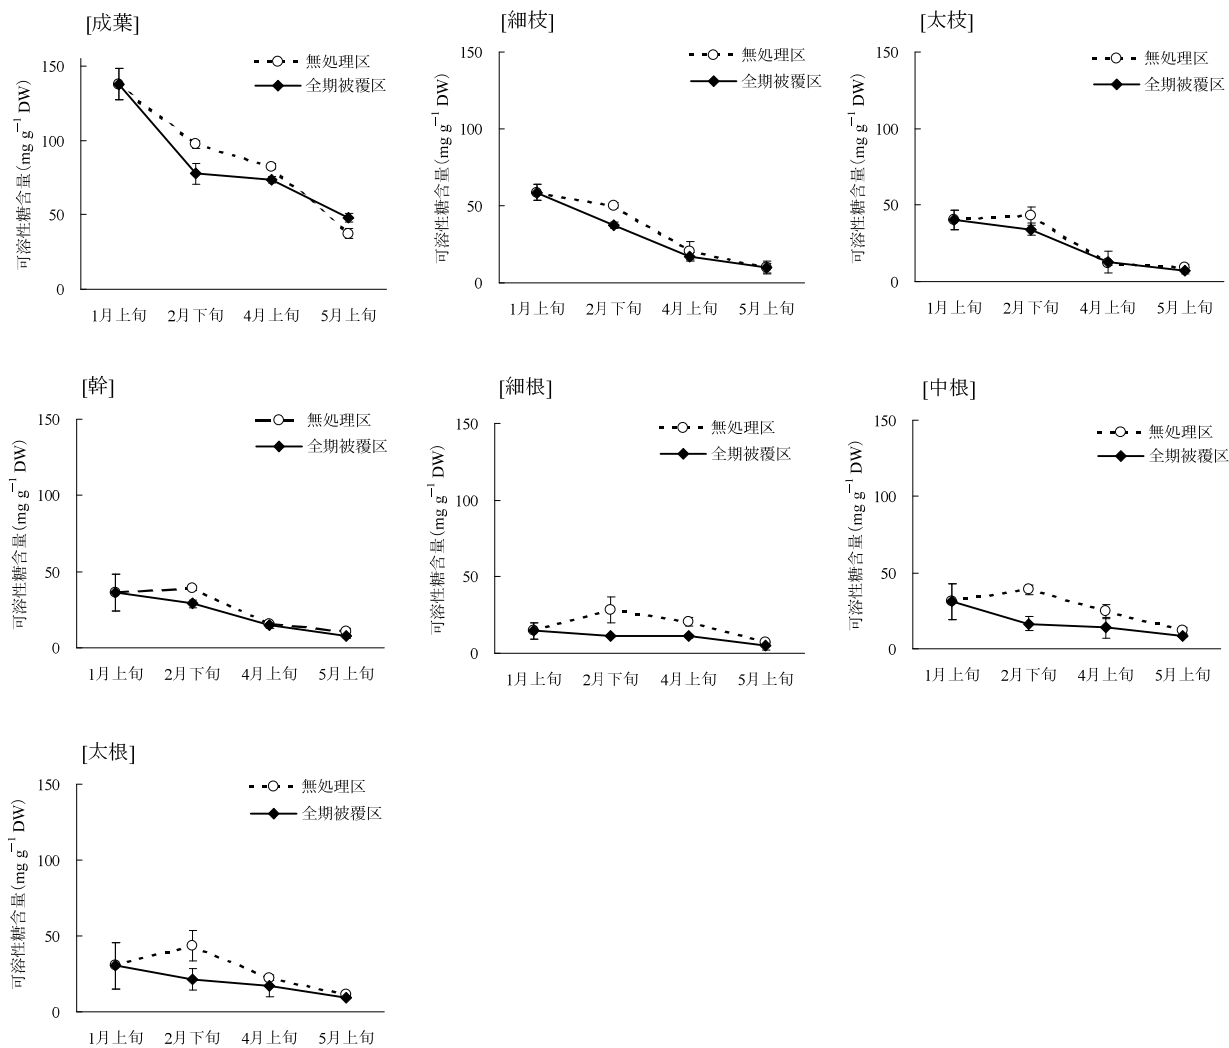 [成葉]
無処理区
全期被覆区
可溶性糖含量(mg g⁻¹ DW)
150
100
50
0
1月上旬 2月下旬 4月上旬 5月上旬
[細枝]
無処理区
全期被覆区
可溶性糖含量(mg g⁻¹ DW)
150
100
50
0
1月上旬 2月下旬 4月上旬 5月上旬
[太枝]
無処理区
全期被覆区
可溶性糖含量(mg g⁻¹ DW)
150
100
50
0
1月上旬 2月下旬 4月上旬 5月上旬
[幹]
無処理区
全期被覆区
可溶性糖含量(mg g⁻¹ DW)
150
100
50
0
1月上旬 2月下旬 4月上旬 5月上旬
[細根]
無処理区
全期被覆区
可溶性糖含量(mg g⁻¹ DW)
150
100
50
0
1月上旬 2月下旬 4月上旬 5月上旬
[中根]
無処理区
全期被覆区
可溶性糖含量(mg g⁻¹ DW)
150
100
50
0
1月上旬 2月下旬 4月上旬 5月上旬
[太根]
無処理区
全期被覆区
可溶性糖含量(mg g⁻¹ DW)
150
100
50
0
1月上旬 2月下旬 4月上旬 5月上旬